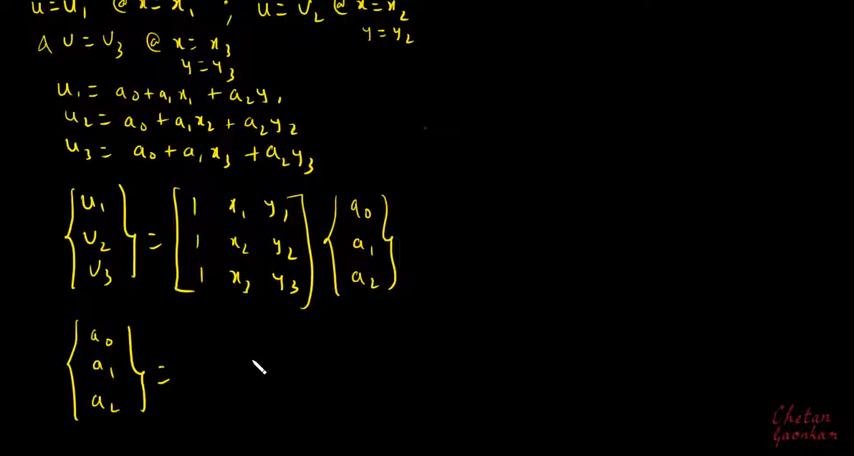 u = u₁ @ x = x₁ ; u = u₂ @ x = x₂
y = y₂
a u = u₃ @ x = x₃
y = y₃
u₁ = a₀ + a₁x₁ + a₂y₁
u₂ = a₀ + a₁x₂ + a₂y₂
u₃ = a₀ + a₁x₃ + a₂y₃
{u₁ = [1 x₁ y₁ {a₀
u₂ 1 x₂ y₂ a₁
u₃} 1 x₃ y₃] a₂}
{a₀
a₁ =
a₂}
Chetan
Gaonkar